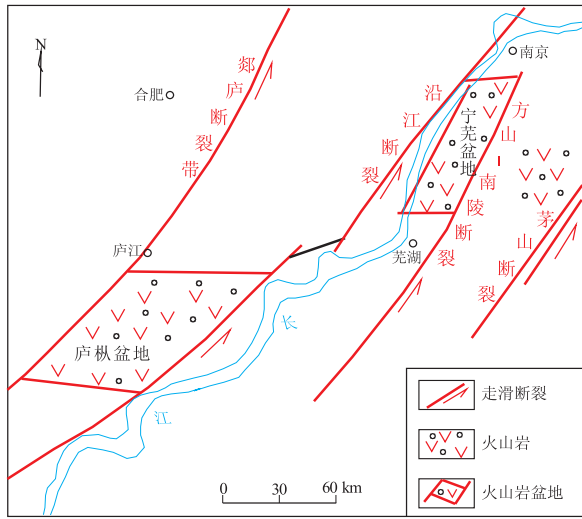 N
南京
合肥
郯庐断裂带
沿江断裂
宁芜盆地
方山-南陵断裂
茅山断裂
庐江
芜湖
庐枞盆地
长江
0 30 60 km
走滑断裂
火山岩
火山岩盆地